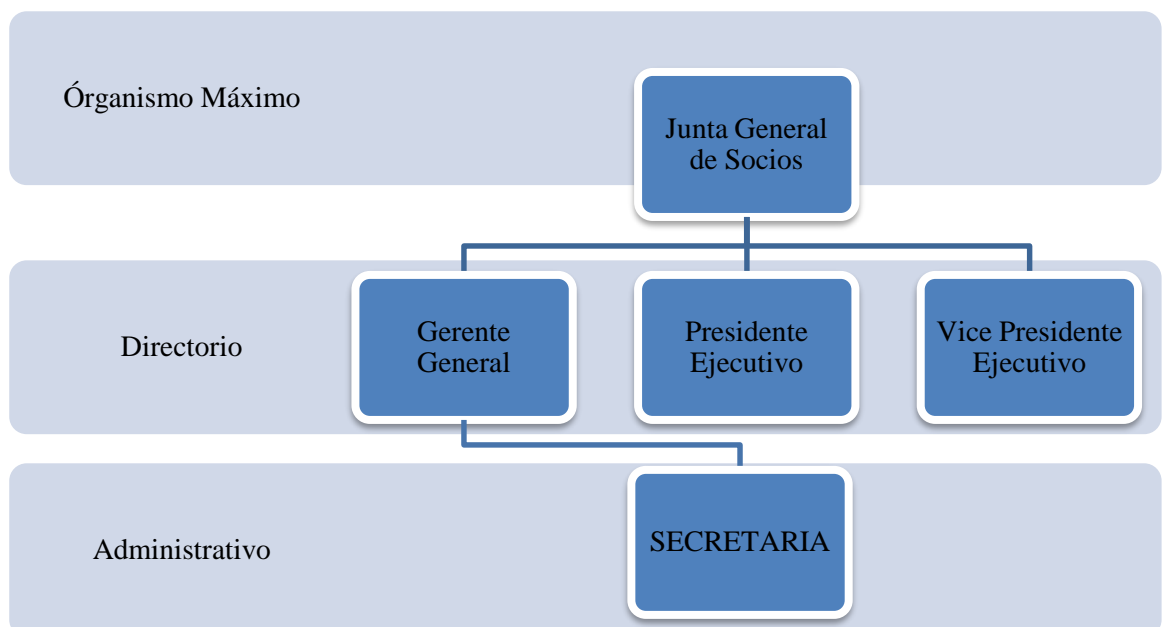 Órganismo Máximo
Junta General
de Socios
Directorio
Gerente
General
Presidente
Ejecutivo
Vice Presidente
Ejecutivo
Administrativo
SECRETARIA